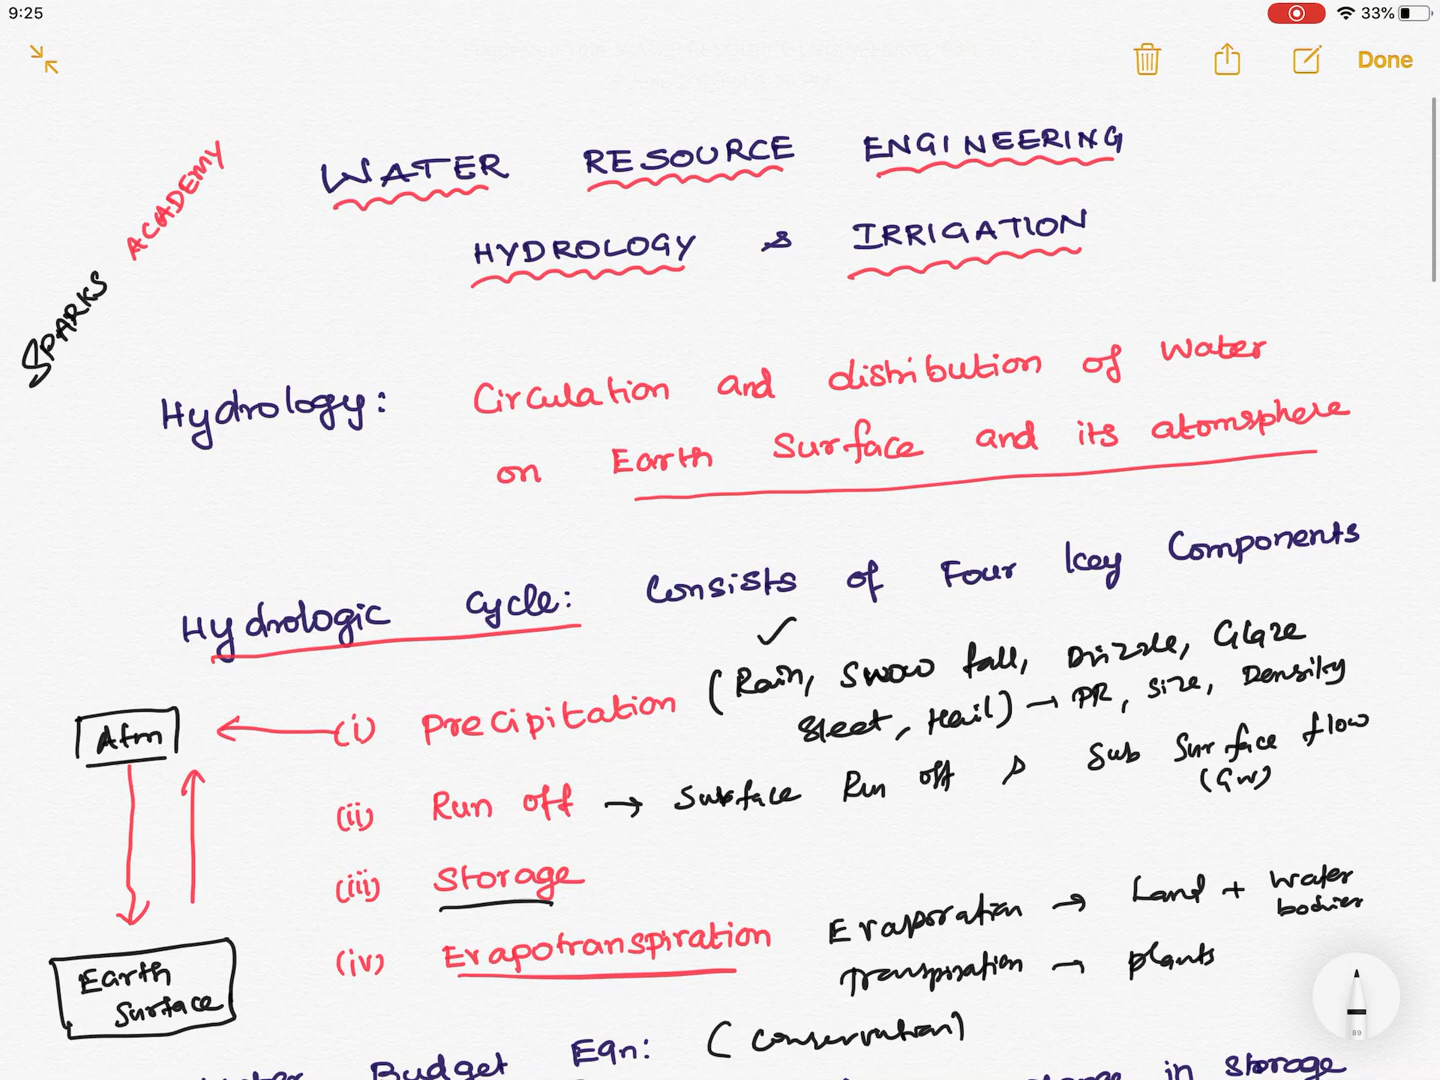 9:25
33%
Done
SPARKS ACADEMY
WATER RESOURCE ENGINEERING
HYDROLOGY & IRRIGATION
Hydrology: Circulation and distribution of Water
on Earth Surface and its atomsphere
Hydrologic Cycle: Consists of Four key Components
(i) Precipitation (Rain, Snow fall, Drizzle, Glaze
Sleet, Hail) → PR, Size, Density
Atm
(ii) Run off → Surface Run off & Sub Surface flow
(GW)
(iii) Storage
(iv) Evapotranspiration Evaporation → Land + Water
bodies
Transpiration → plants
Earth
Surface
Budget Eqn: (Conservation)
in storage
89